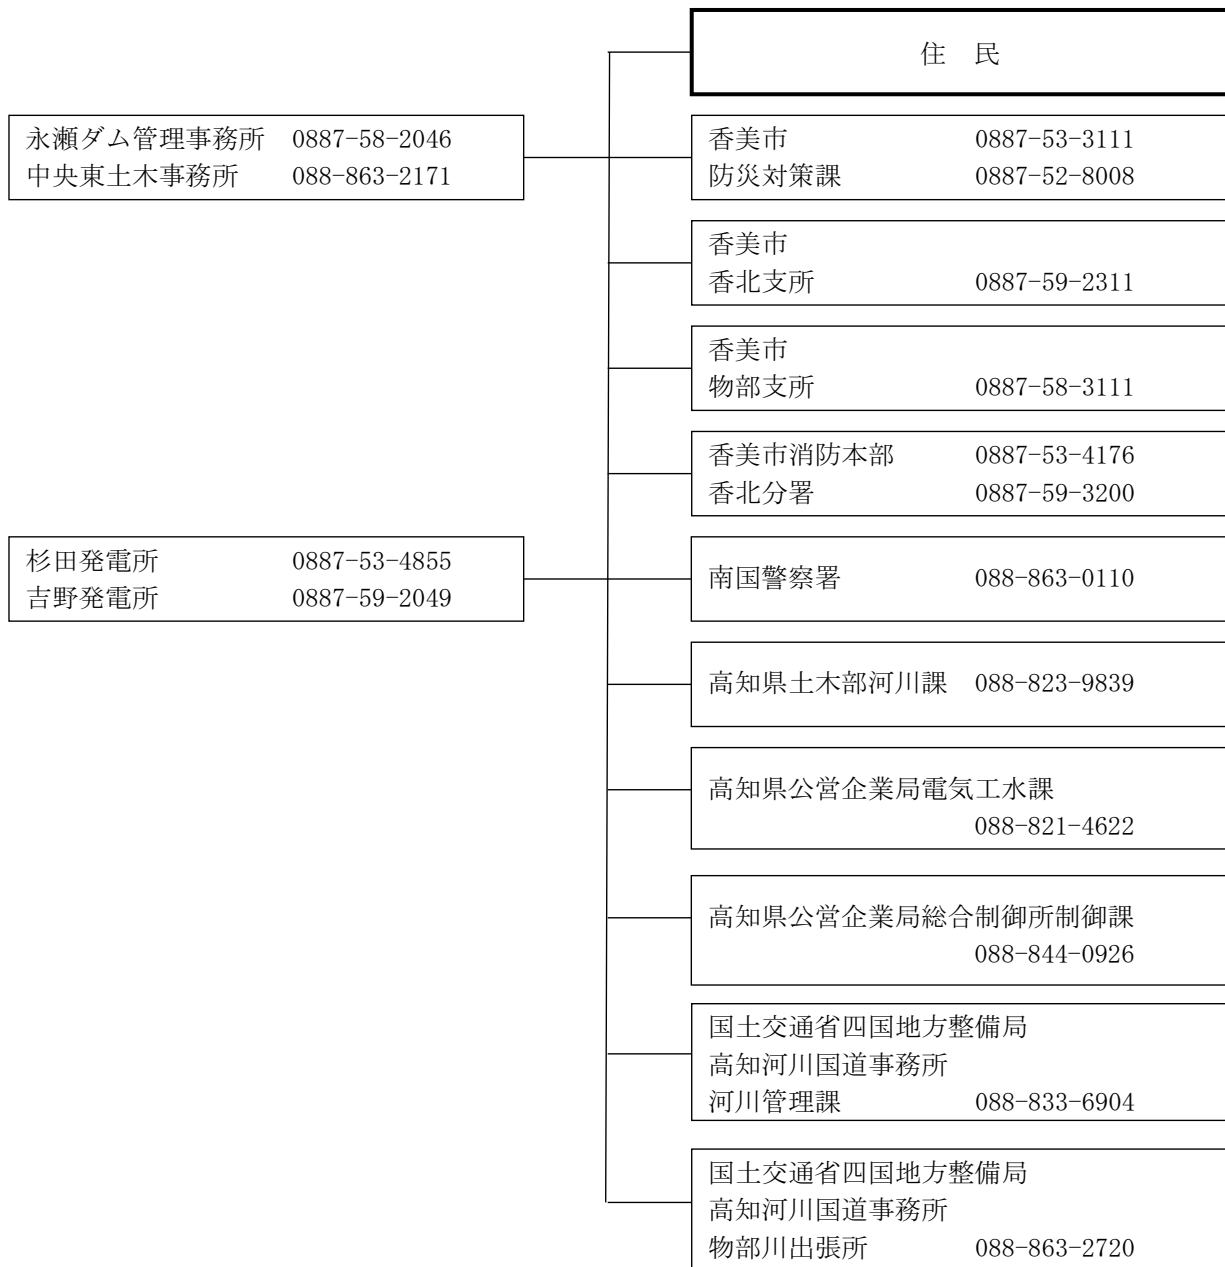 住 民
永瀬ダム管理事務所 0887-58-2046
中央東土木事務所 088-863-2171
香美市 0887-53-3111
防災対策課 0887-52-8008
香美市
香北支所 0887-59-2311
香美市
物部支所 0887-58-3111
香美市消防本部 0887-53-4176
香北分署 0887-59-3200
杉田発電所 0887-53-4855
吉野発電所 0887-59-2049
南国警察署 088-863-0110
高知県土木部河川課 088-823-9839
高知県公営企業局電気工水課
088-821-4622
高知県公営企業局総合制御所制御課
088-844-0926
国土交通省四国地方整備局
高知河川国道事務所
河川管理課 088-833-6904
国土交通省四国地方整備局
高知河川国道事務所
物部川出張所 088-863-2720